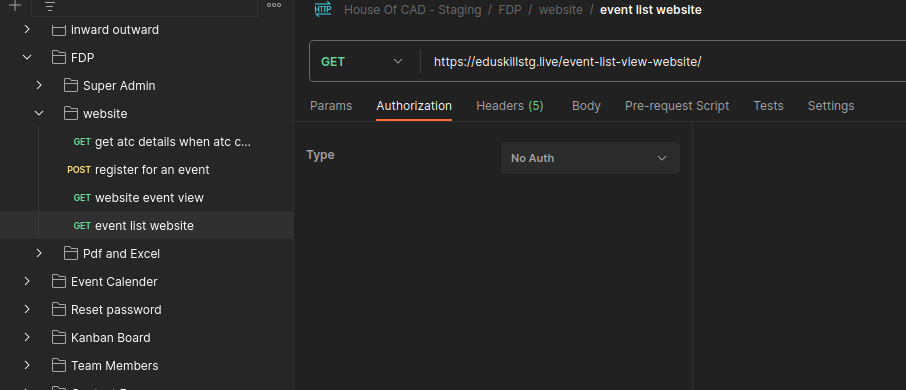 House Of CAD - Staging / FDP / website / event list website
inward outward
FDP
Super Admin
website
GET get atc details when atc c...
POST register for an event
GET website event view
GET event list website
Pdf and Excel
Event Calender
Reset password
Kanban Board
Team Members
HTTP
GET https://eduskillstg.live/event-list-view-website/
Params Authorization Headers (5) Body Pre-request Script Tests Settings
Type No Auth